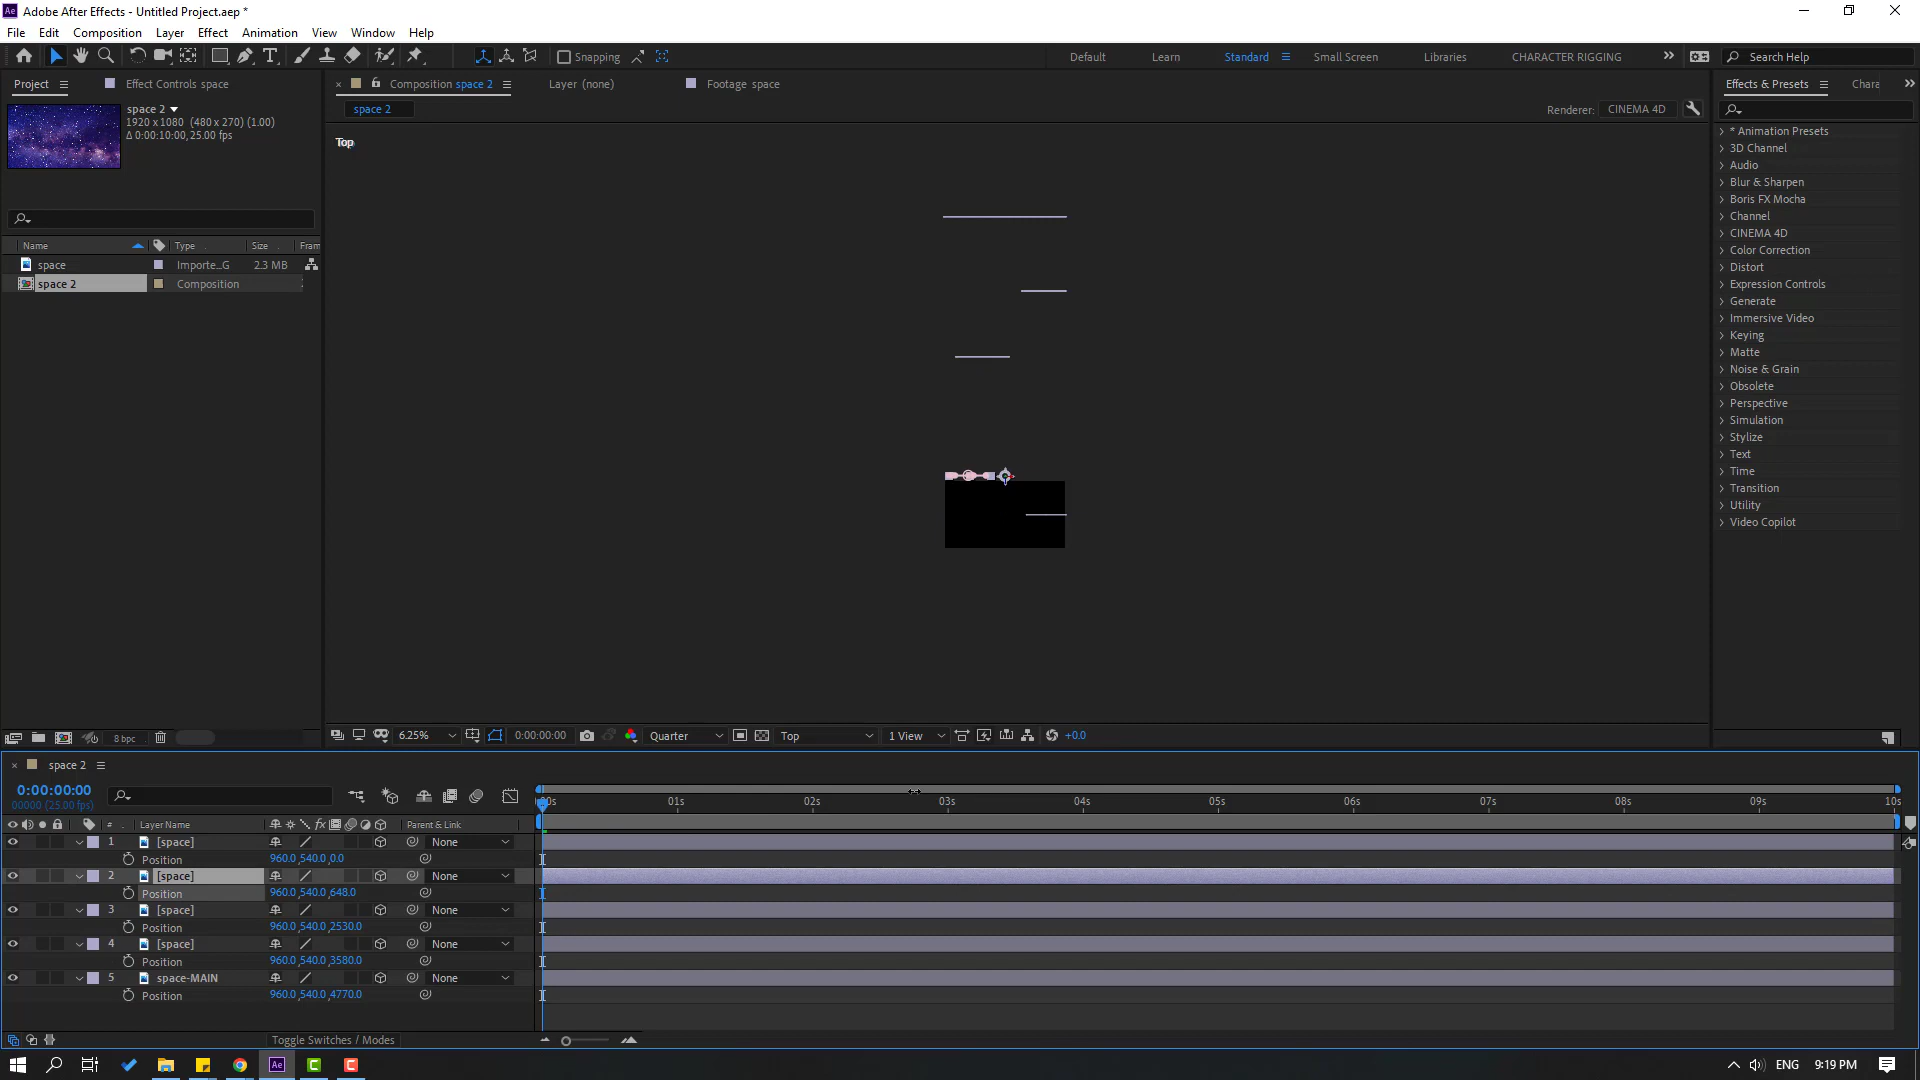 Adobe After Effects - Untitled Project.aep *
File Edit Composition Layer Effect Animation View Window Help
Snapping Default Learn Standard Small Screen Libraries CHARACTER RIGGING Search Help
Project Effect Controls space Composition space 2 Layer (none) Footage space Effects & Presets Chara
space 2
1920 x 1080 (480 x 270) (1.00)
Δ 0:00:10:00, 25.00 fps
space 2 Renderer: CINEMA 4D
Top
Name Type Size Fram
space Importe...G 2.3 MB
space 2 Composition
* Animation Presets
3D Channel
Audio
Blur & Sharpen
Boris FX Mocha
Channel
CINEMA 4D
Color Correction
Distort
Expression Controls
Generate
Immersive Video
Keying
Matte
Noise & Grain
Obsolete
Perspective
Simulation
Stylize
Text
Time
Transition
Utility
Video Copilot
8 bpc 6.25% 0:00:00:00 Quarter Top 1 View +0.0
space 2
0:00:00:00
00000 (25.00 fps)
:00s 01s 02s 03s 04s 05s 06s 07s 08s 09s 10s
# Layer Name fx Parent & Link
1 [space] None
Position 960.0,540.0,0.0
2 [space] None
Position 960.0,540.0,648.0
3 [space] None
Position 960.0,540.0,2530.0
4 [space] None
Position 960.0,540.0,3580.0
5 space-MAIN None
Position 960.0,540.0,4770.0
Toggle Switches / Modes
ENG 9:19 PM